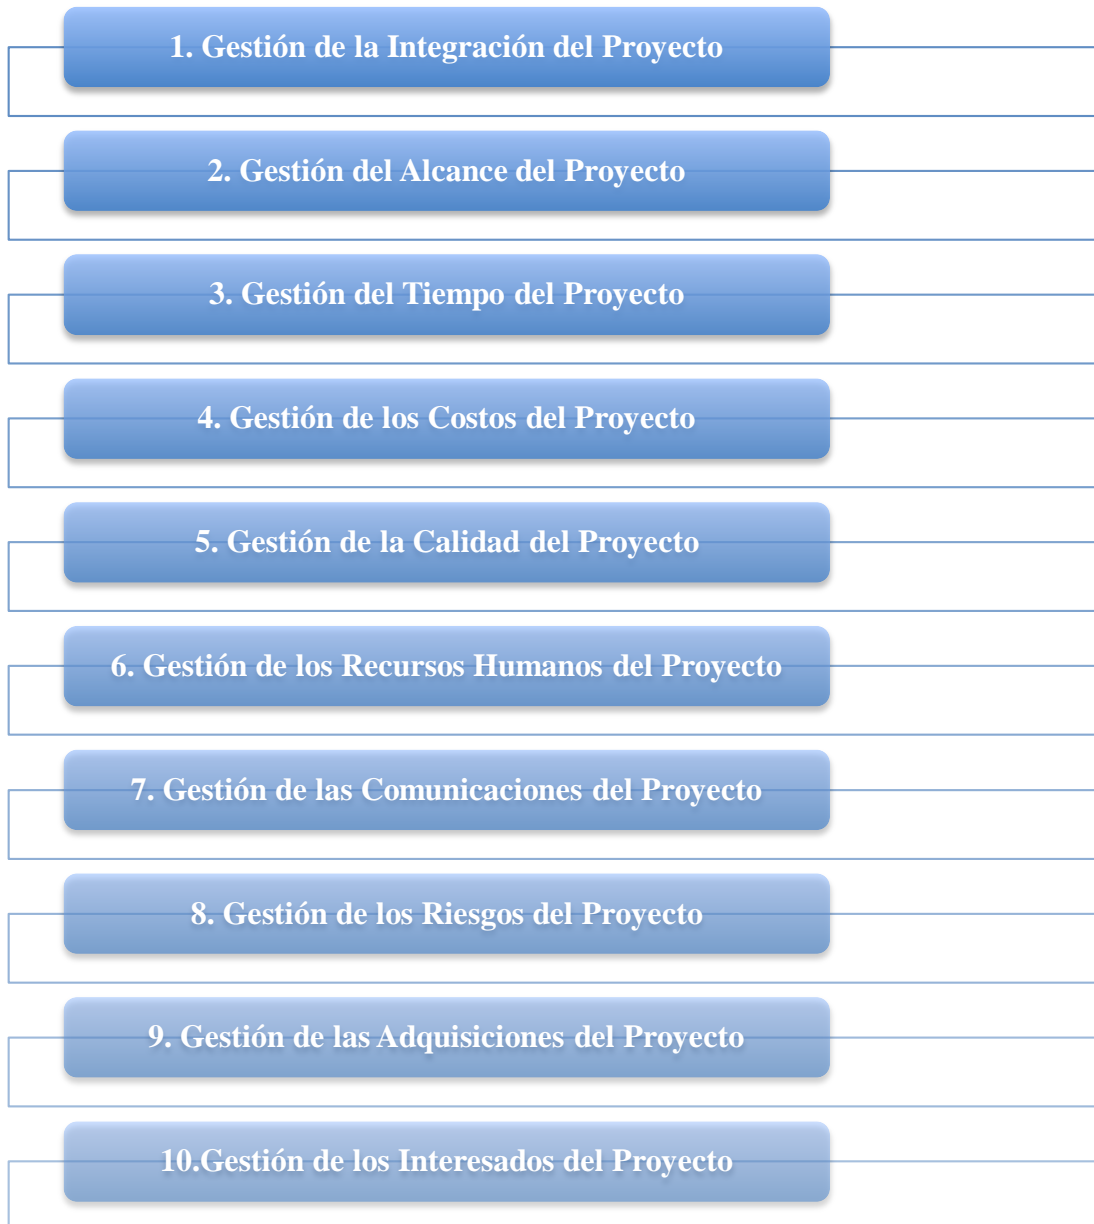 1. Gestión de la Integración del Proyecto
2. Gestión del Alcance del Proyecto
3. Gestión del Tiempo del Proyecto
4. Gestión de los Costos del Proyecto
5. Gestión de la Calidad del Proyecto
6. Gestión de los Recursos Humanos del Proyecto
7. Gestión de las Comunicaciones del Proyecto
8. Gestión de los Riesgos del Proyecto
9. Gestión de las Adquisiciones del Proyecto
10.Gestión de los Interesados del Proyecto